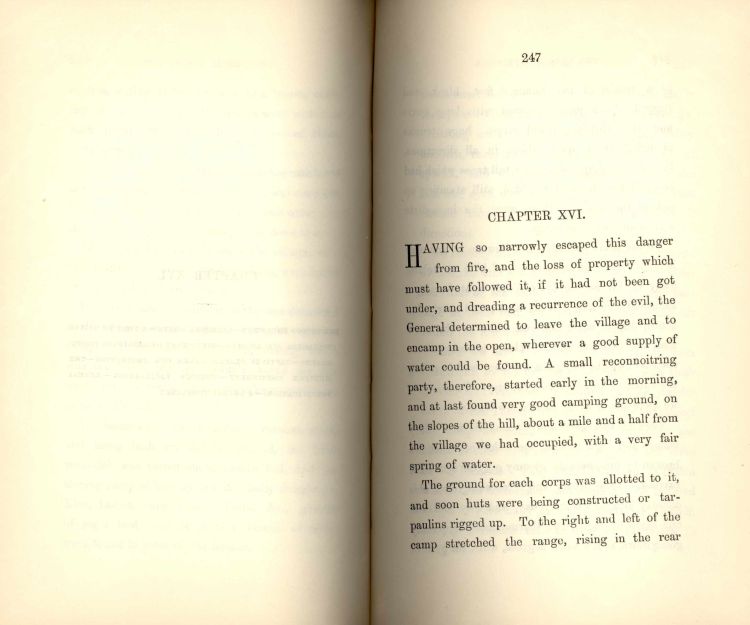 247
CHAPTER XVI.
HAVING so narrowly escaped this danger
from fire, and the loss of property which
must have followed it, if it had not been got
under, and dreading a recurrence of the evil, the
General determined to leave the village and to
encamp in the open, wherever a good supply of
water could be found. A small reconnoitring
party, therefore, started early in the morning,
and at last found very good camping ground, on
the slopes of the hill, about a mile and a half from
the village we had occupied, with a very fair
spring of water.
The ground for each corps was allotted to it,
and soon huts were being constructed or tar-
paulins rigged up. To the right and left of the
camp stretched the range, rising in the rear